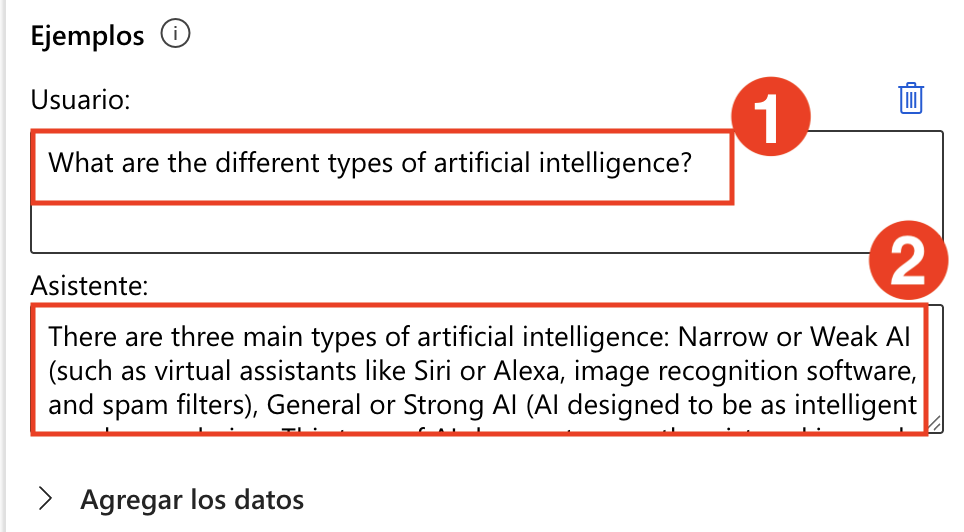 Ejemplos
Usuario:
1
What are the different types of artificial intelligence?
2
Asistente:
There are three main types of artificial intelligence: Narrow or Weak AI
(such as virtual assistants like Siri or Alexa, image recognition software,
and spam filters), General or Strong AI (AI designed to be as intelligent
Agregar los datos